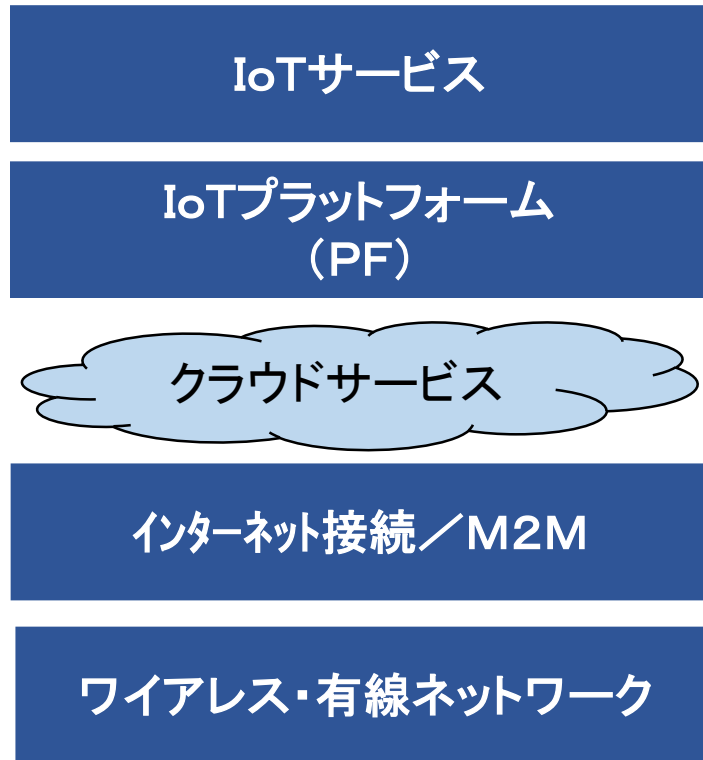 IoTサービス
IoTプラットフォーム
（PF）
クラウドサービス
インターネット接続／M2M
ワイアレス・有線ネットワーク